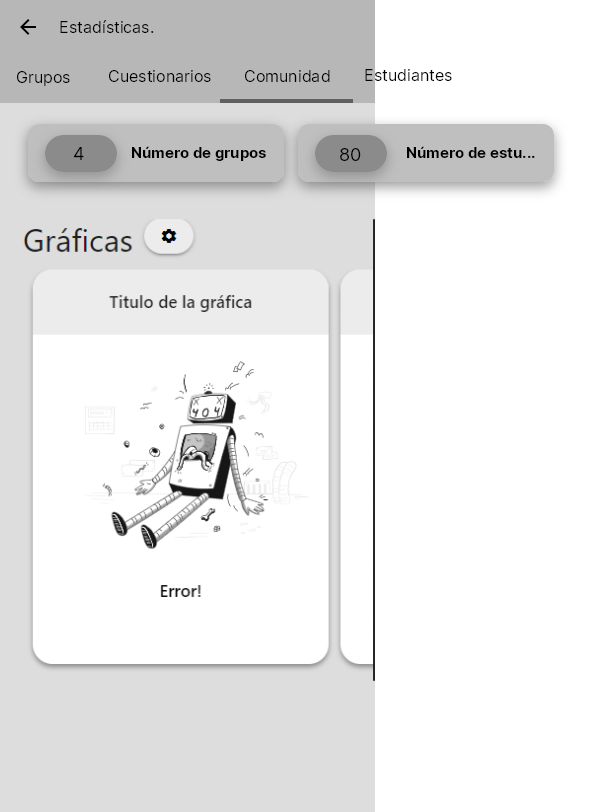 Estadísticas.
Grupos Cuestionarios Comunidad Estudiantes
4 Número de grupos 80 Número de estu...
Gráficas
Titulo de la gráfica
404
Error!